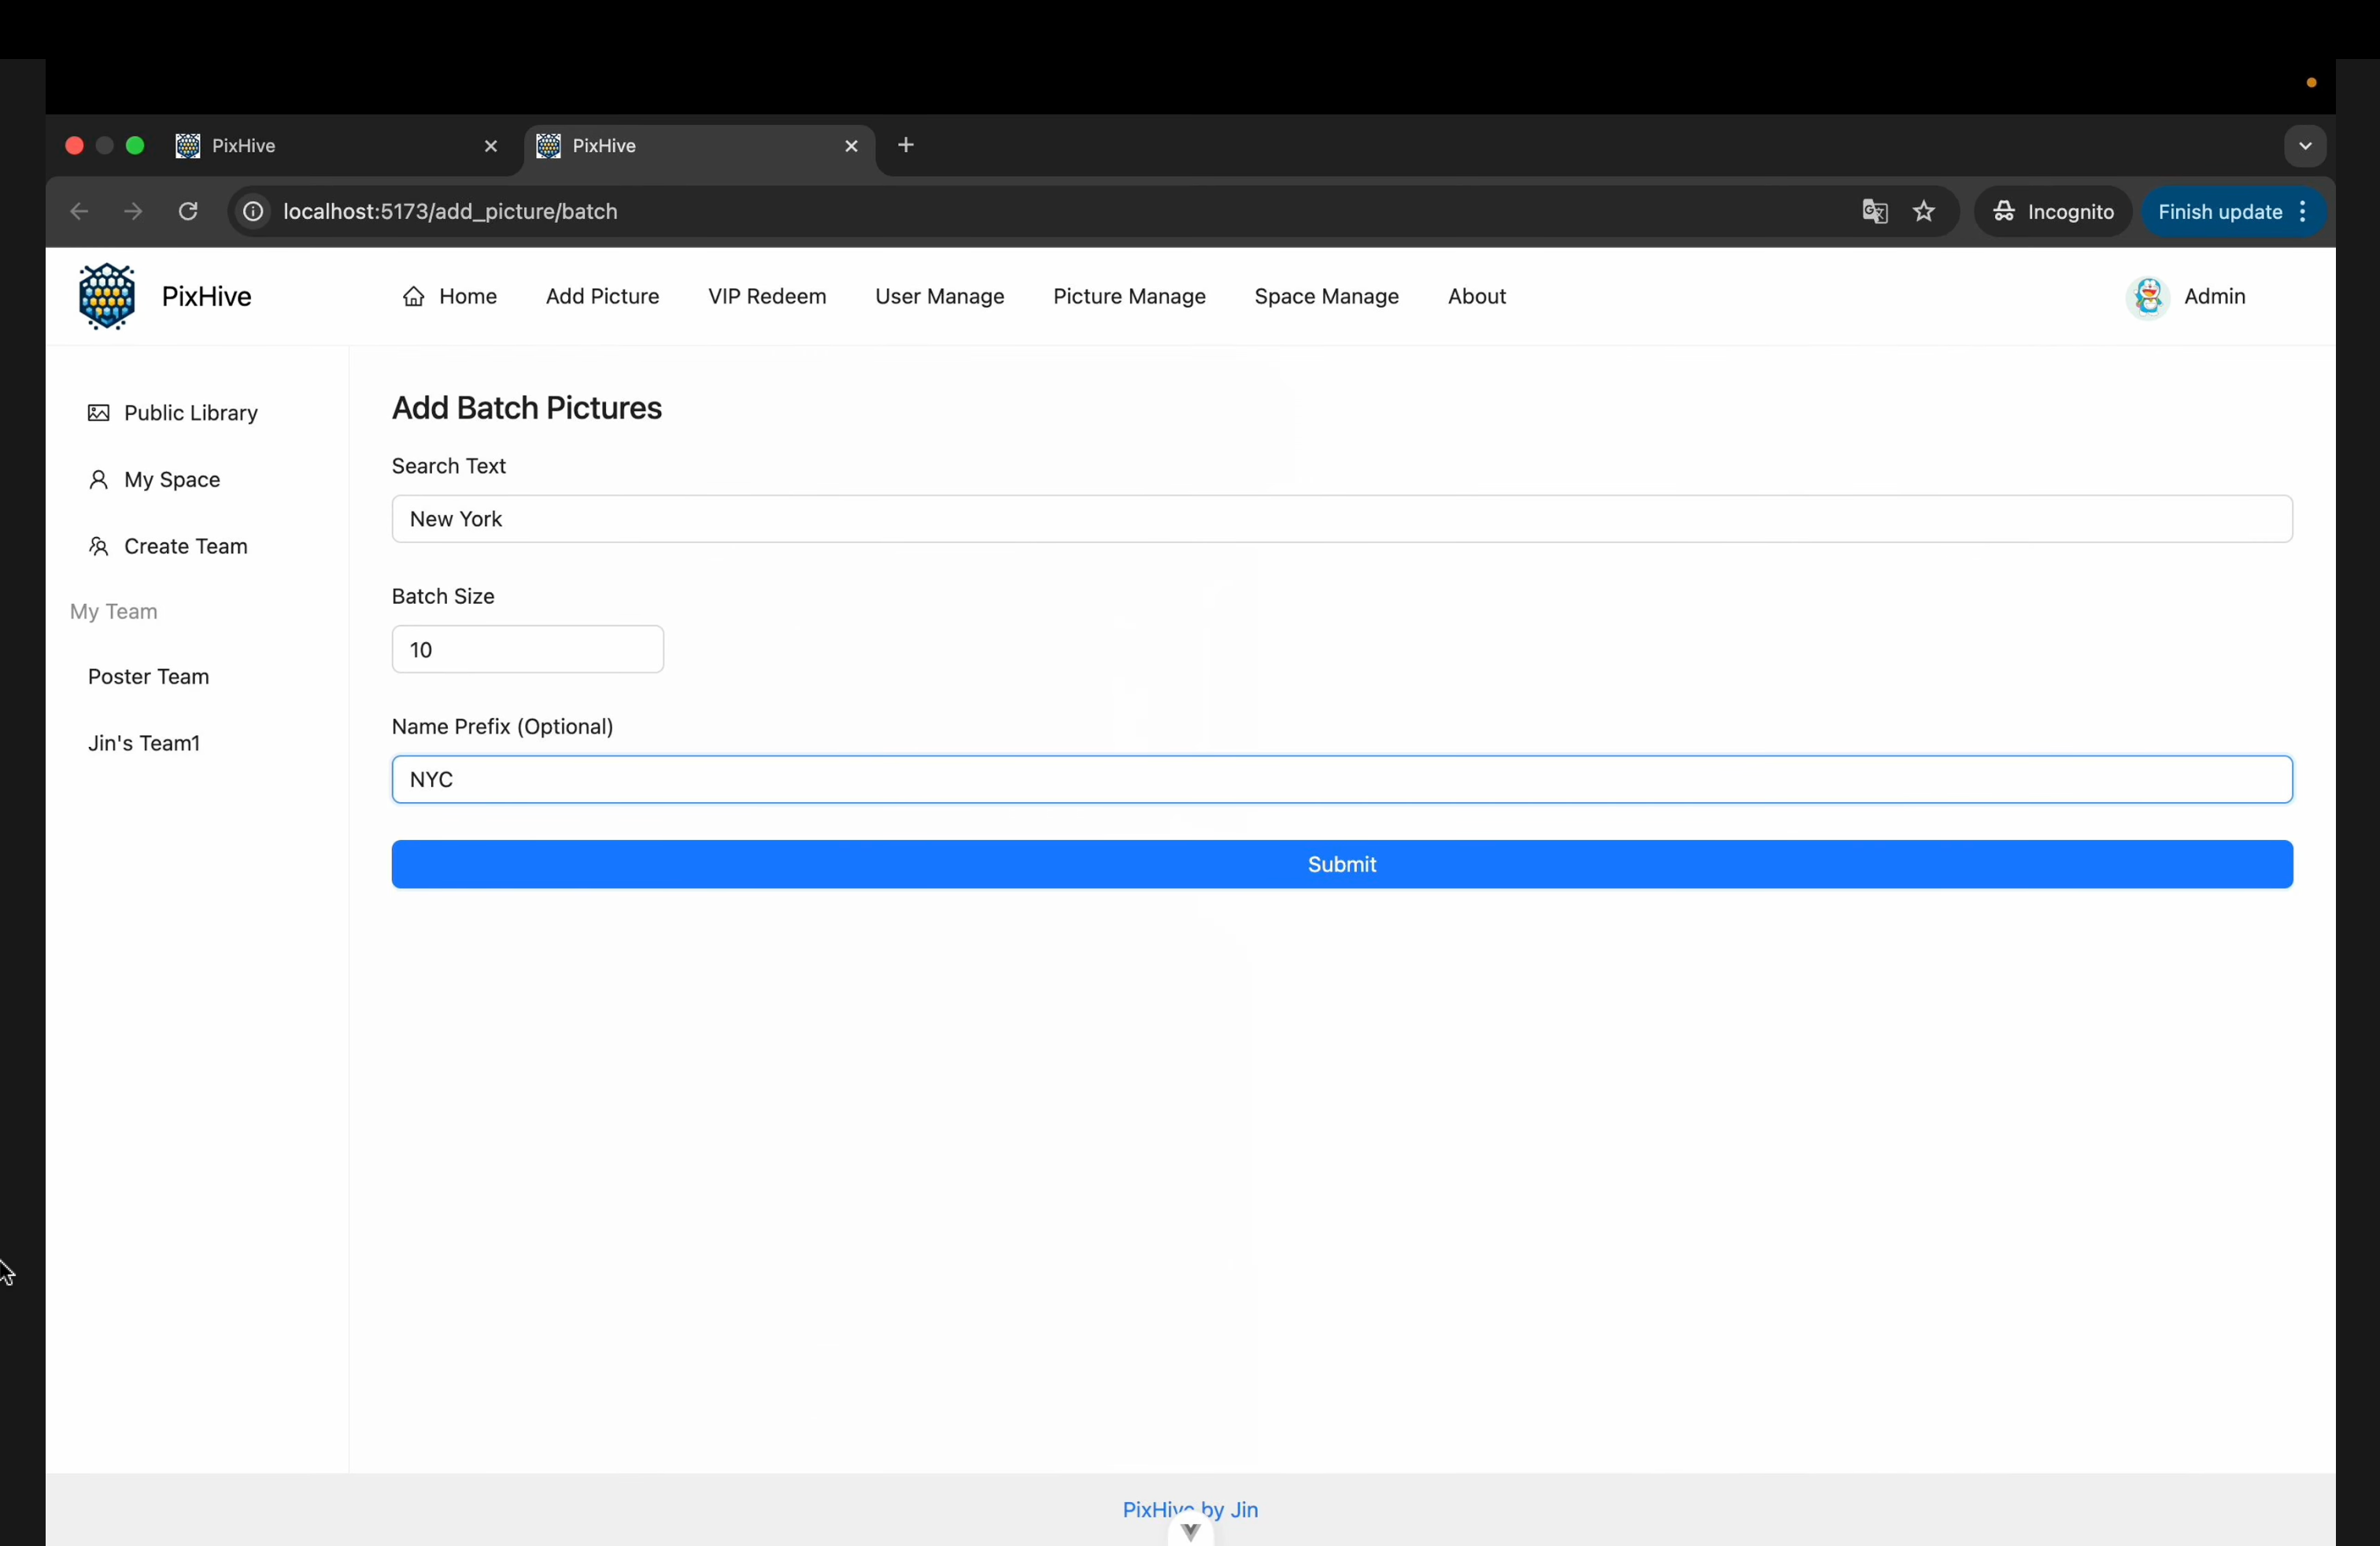 PixHive
PixHive
localhost:5173/add_picture/batch
Incognito
Finish update
PixHive
Home
Add Picture
VIP Redeem
User Manage
Picture Manage
Space Manage
About
Admin
Public Library
My Space
Create Team
My Team
Poster Team
Jin's Team1
Add Batch Pictures
Search Text
New York
Batch Size
10
Name Prefix (Optional)
NYC
Submit
PixHive by Jin